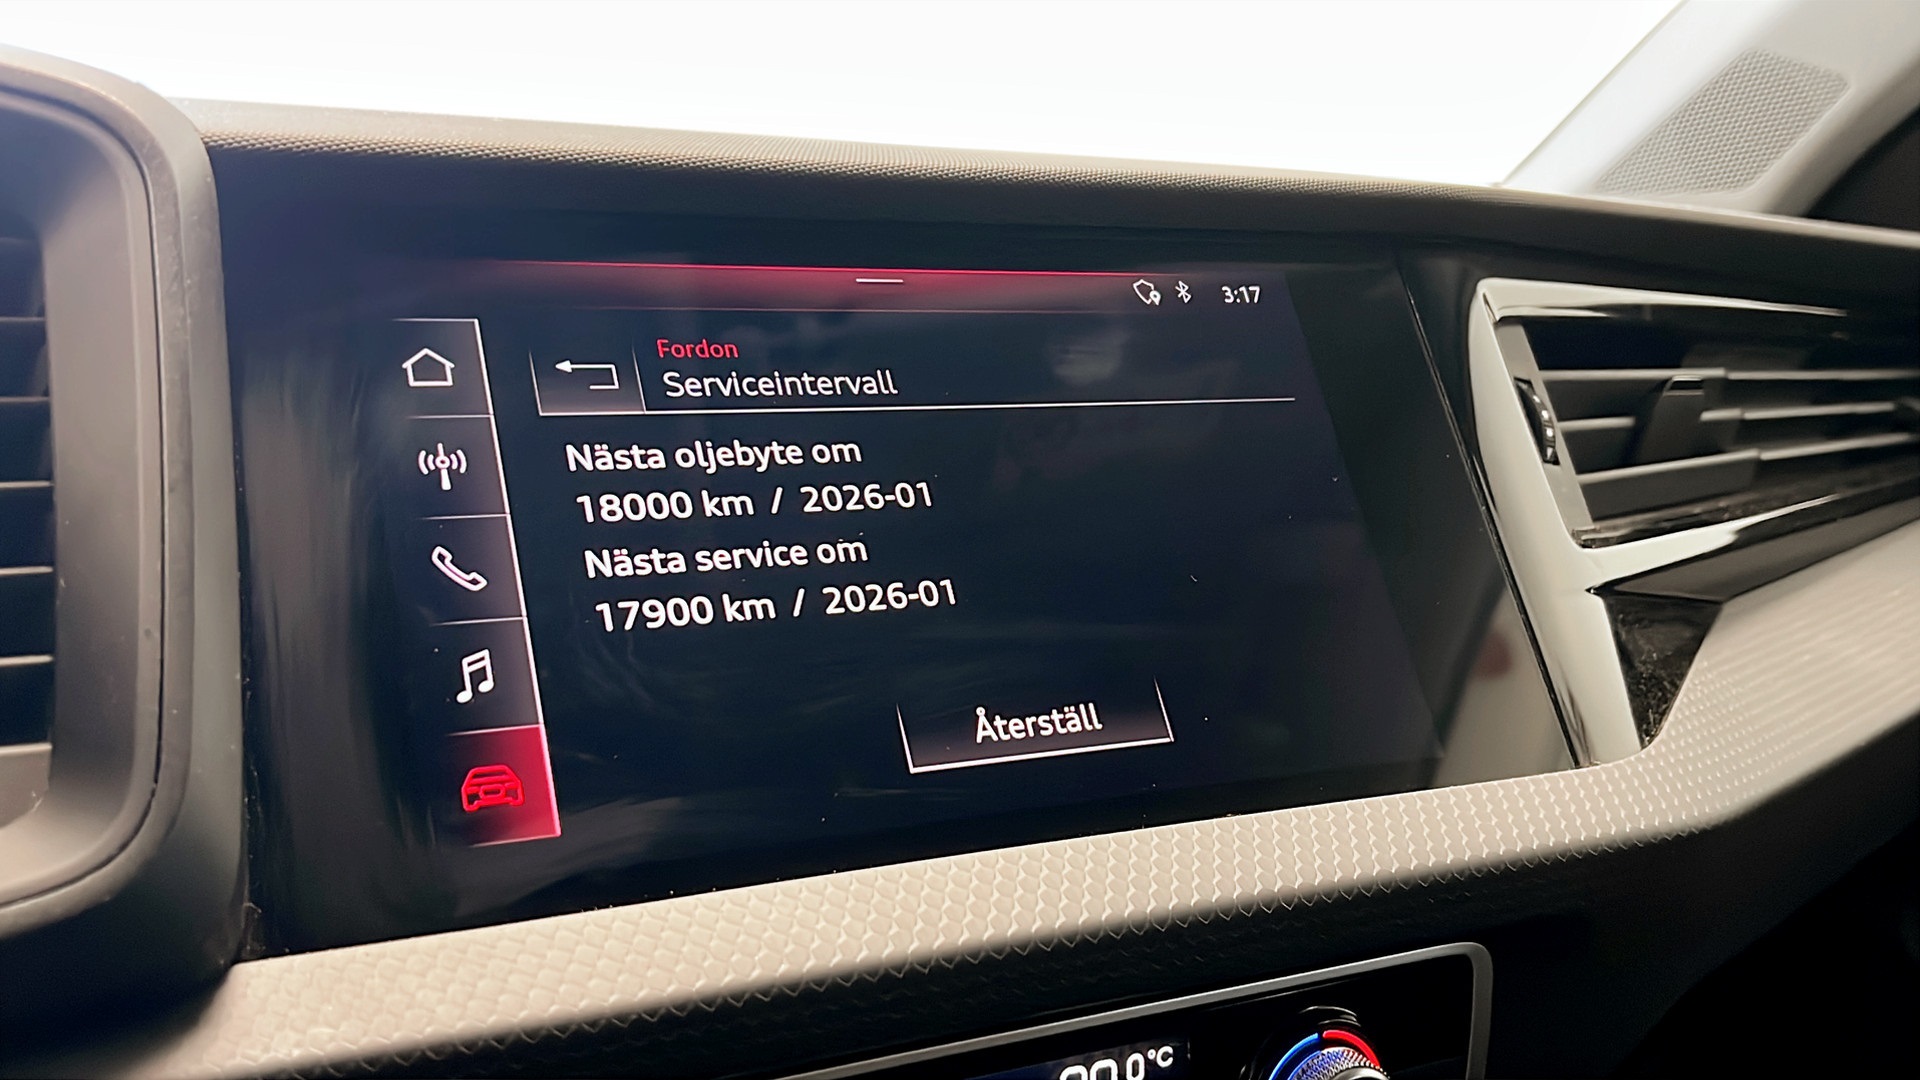 3:17
Fordon
Serviceintervall
Nästa oljebyte om
18000 km / 2026-01
Nästa service om
17900 km / 2026-01
Återställ